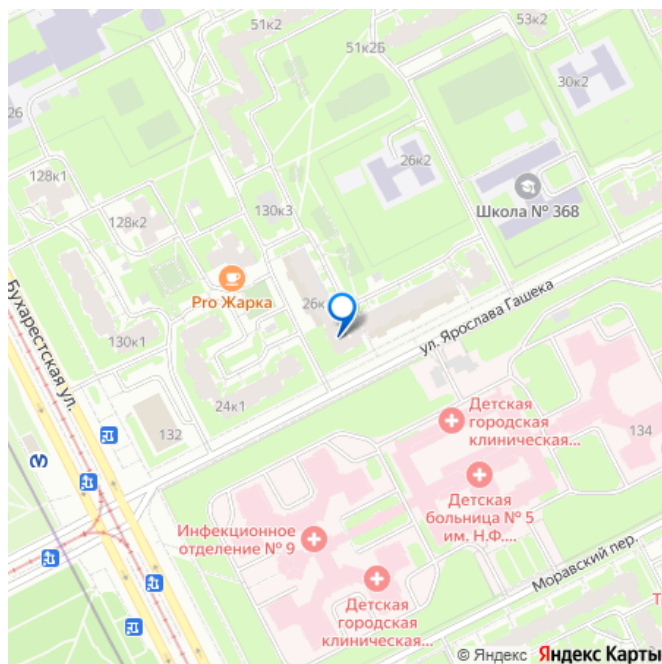 51к2
53к2
51к2Б
30к2
26
26к2
128к1
Школа № 368
130к3
128к2
Pro Жарка
26к
ул. Ярослава Гашека
Бухарестская ул.
130к1
24к1
132
Детская
городская
клиническая...
134
Детская
больница № 5
им. Н.Ф....
Инфекционное
отделение № 9
Моравский пер.
Детская
городская
клиническая...
Т
© Яндекс Яндекс Карты